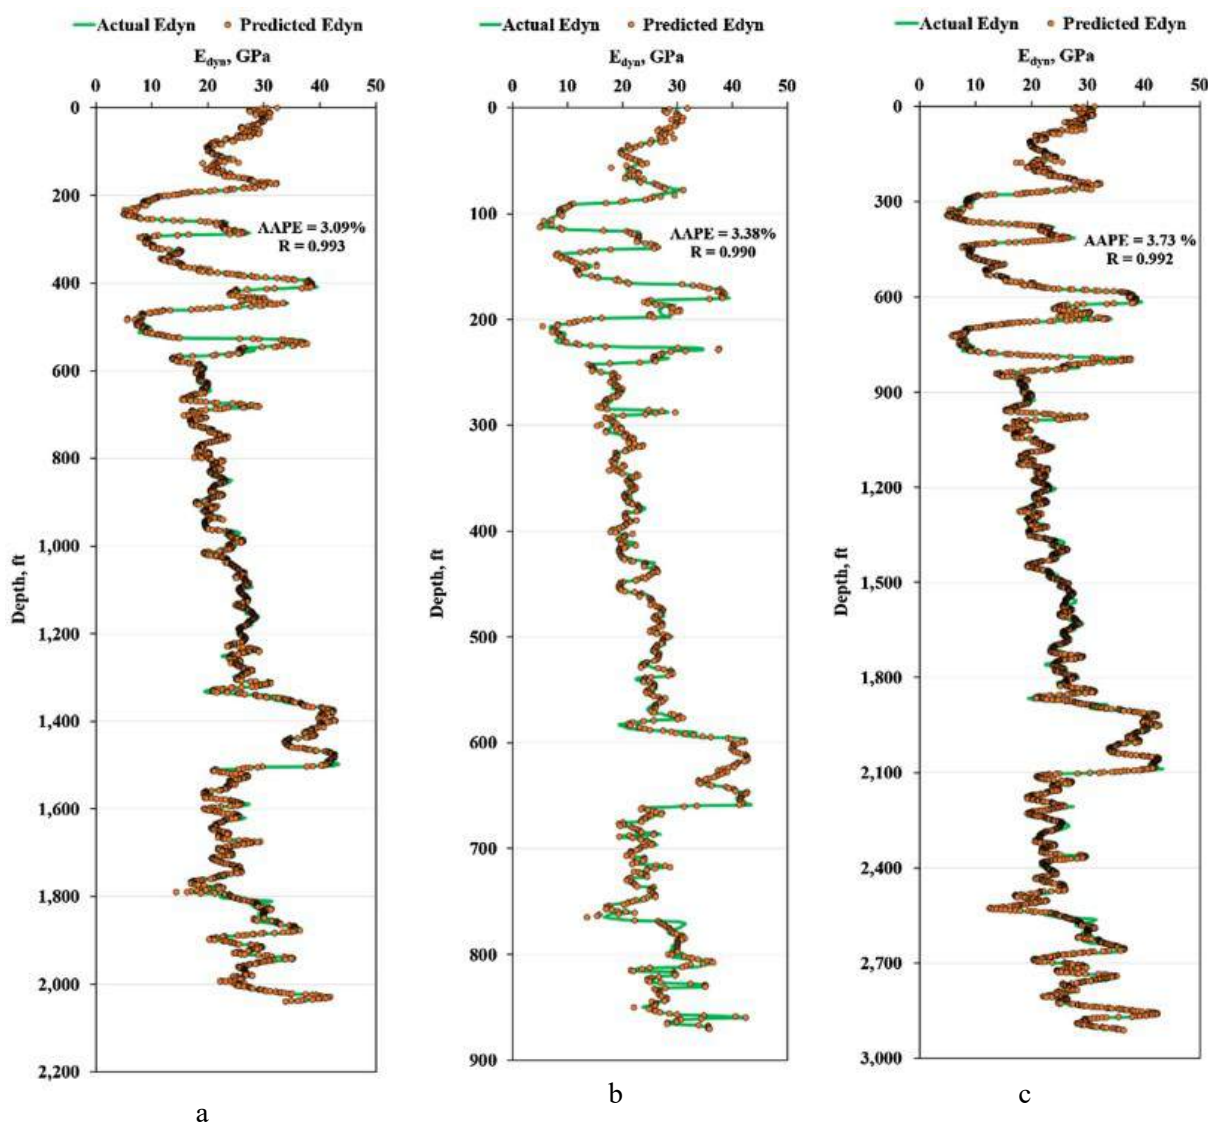 Actual Edyn Predicted Edyn
Edyn, GPa
0 10 20 30 40 50
0
200
400
600
800
1,000
1,200
1,400
1,600
1,800
2,000
2,200
Depth, ft
AAPE = 3.09%
R = 0.993
a
Actual Edyn Predicted Edyn
Edyn, GPa
0 10 20 30 40 50
0
100
200
300
400
500
600
700
800
900
Depth, ft
AAPE = 3.38%
R = 0.990
b
Actual Edyn Predicted Edyn
Edyn, GPa
0 10 20 30 40 50
0
300
600
900
1,200
1,500
1,800
2,100
2,400
2,700
3,000
Depth, ft
AAPE = 3.73 %
R = 0.992
c